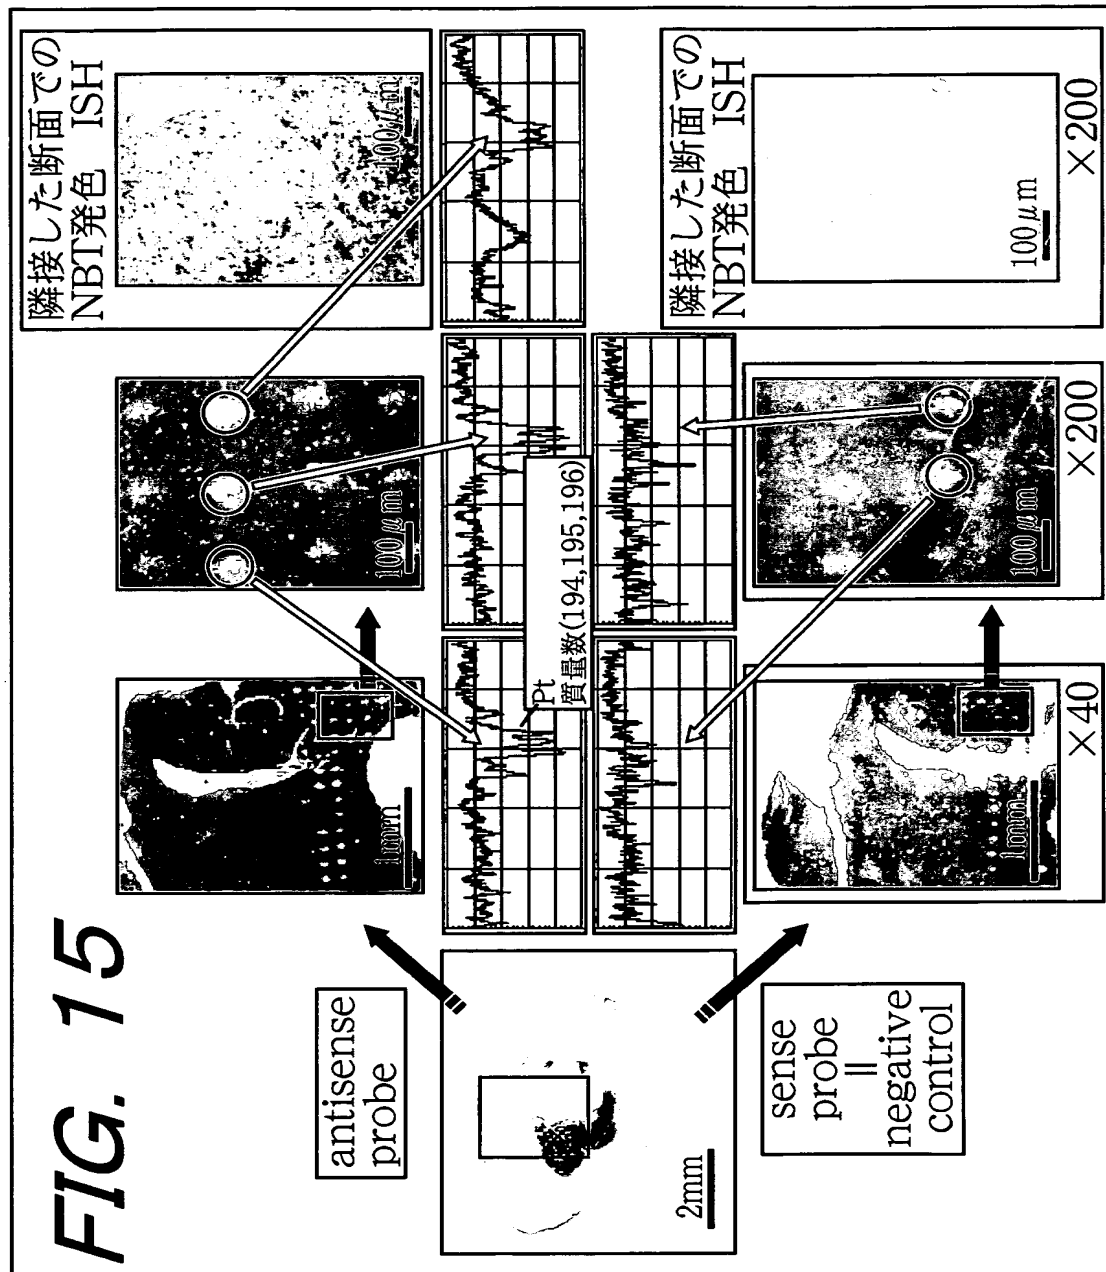 FIG. 15
antisense
probe
2mm
sense
probe
||
negative
control
1mm
100μm
隣接した断面での
NBT発色 ISH
100μm
Pt
質量数(194,195,196)
1mm
×40
100μm
×200
隣接した断面での
NBT発色 ISH
100μm
×200